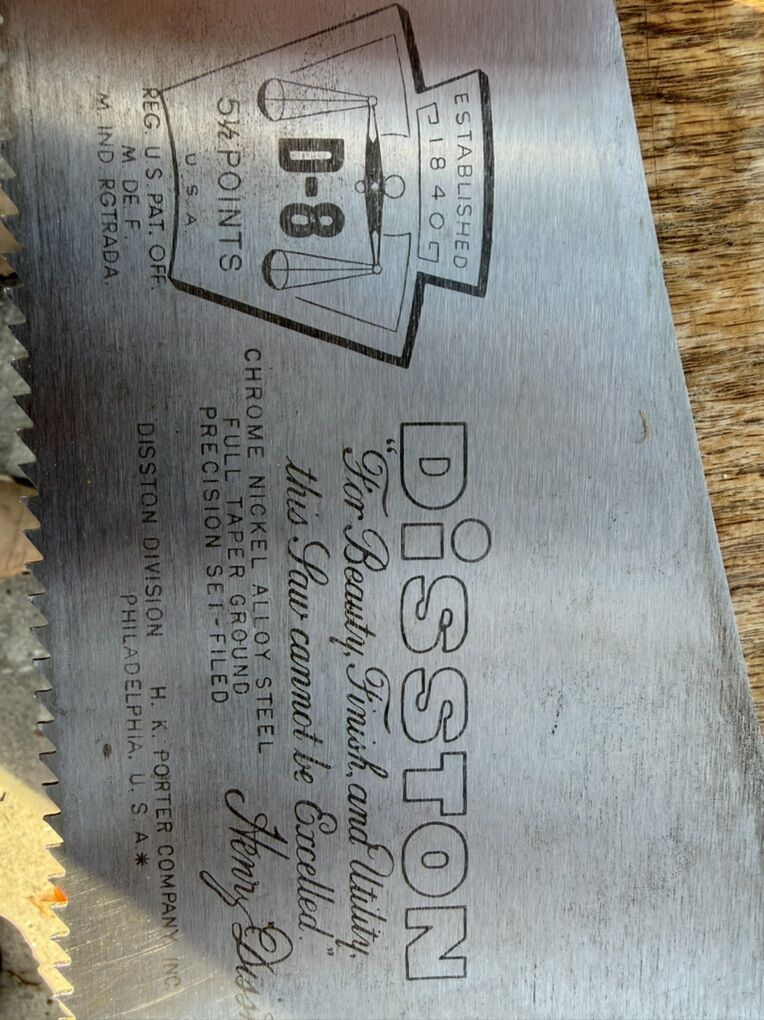 ESTABLISHED
1840
D-8
5½ POINTS
U.S.A.
REG. U.S. PAT. OFF.
M. DE F.
M. IND. RGTRADA.
DiSSTON
“For Beauty, Finish, and Utility,
this Saw cannot be Excelled.”
Henry Diss
CHROME NICKEL ALLOY STEEL
FULL TAPER GROUND
PRECISION SET-FILED
DISSTON DIVISION H. K. PORTER COMPANY INC
PHILADELPHIA, U. S. A.*